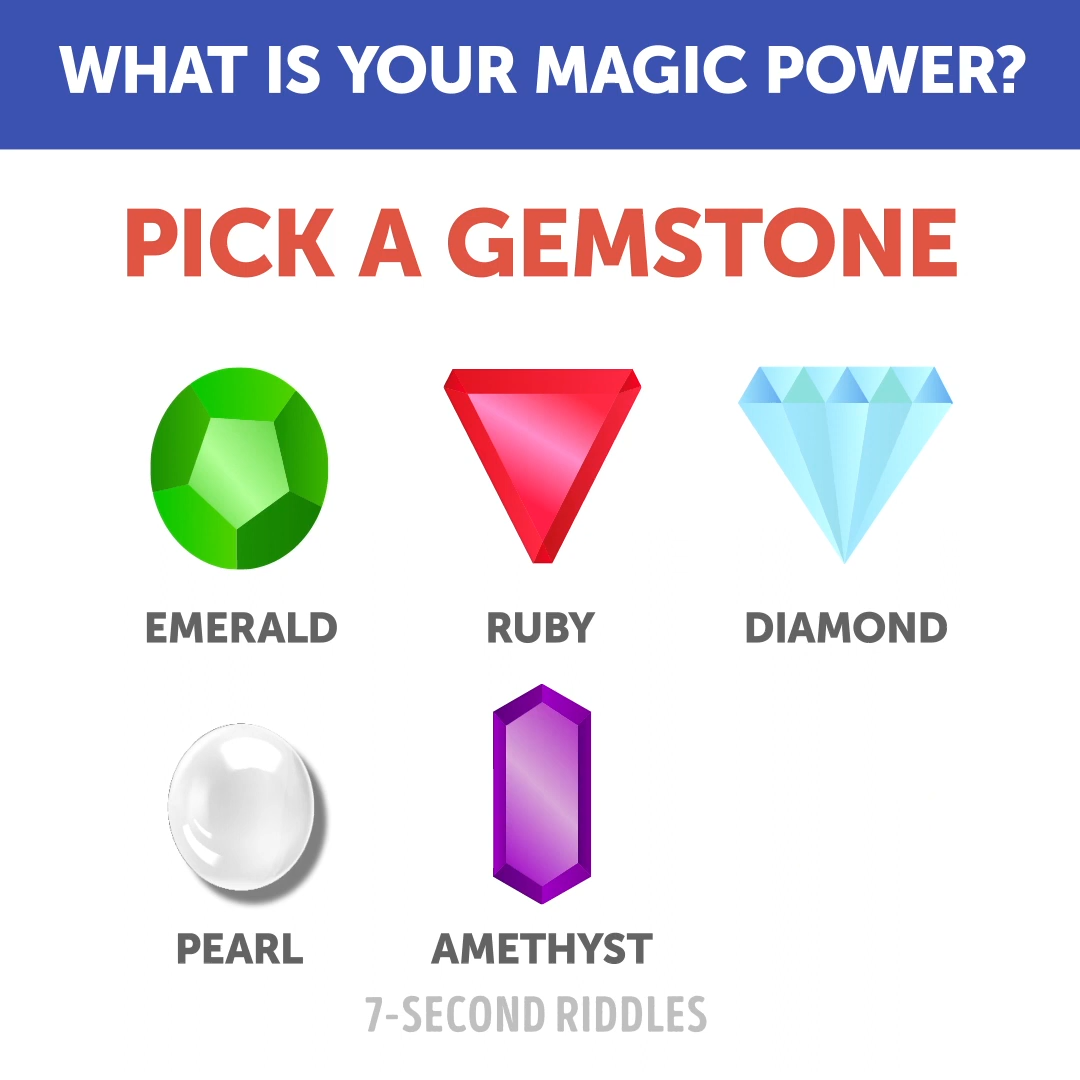 WHAT IS YOUR MAGIC POWER?
PICK A GEMSTONE
EMERALD
RUBY
DIAMOND
PEARL
AMETHYST
7-SECOND RIDDLES